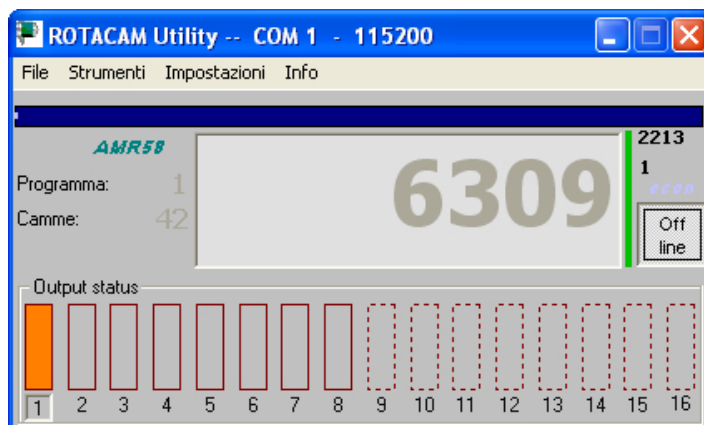 ROTACAM Utility -- COM 1 - 115200
File Strumenti Impostazioni Info
AMR58
Programma: 1
Camme: 42
6309
2213
1
econ
Off
line
Output status
1 2 3 4 5 6 7 8 9 10 11 12 13 14 15 16